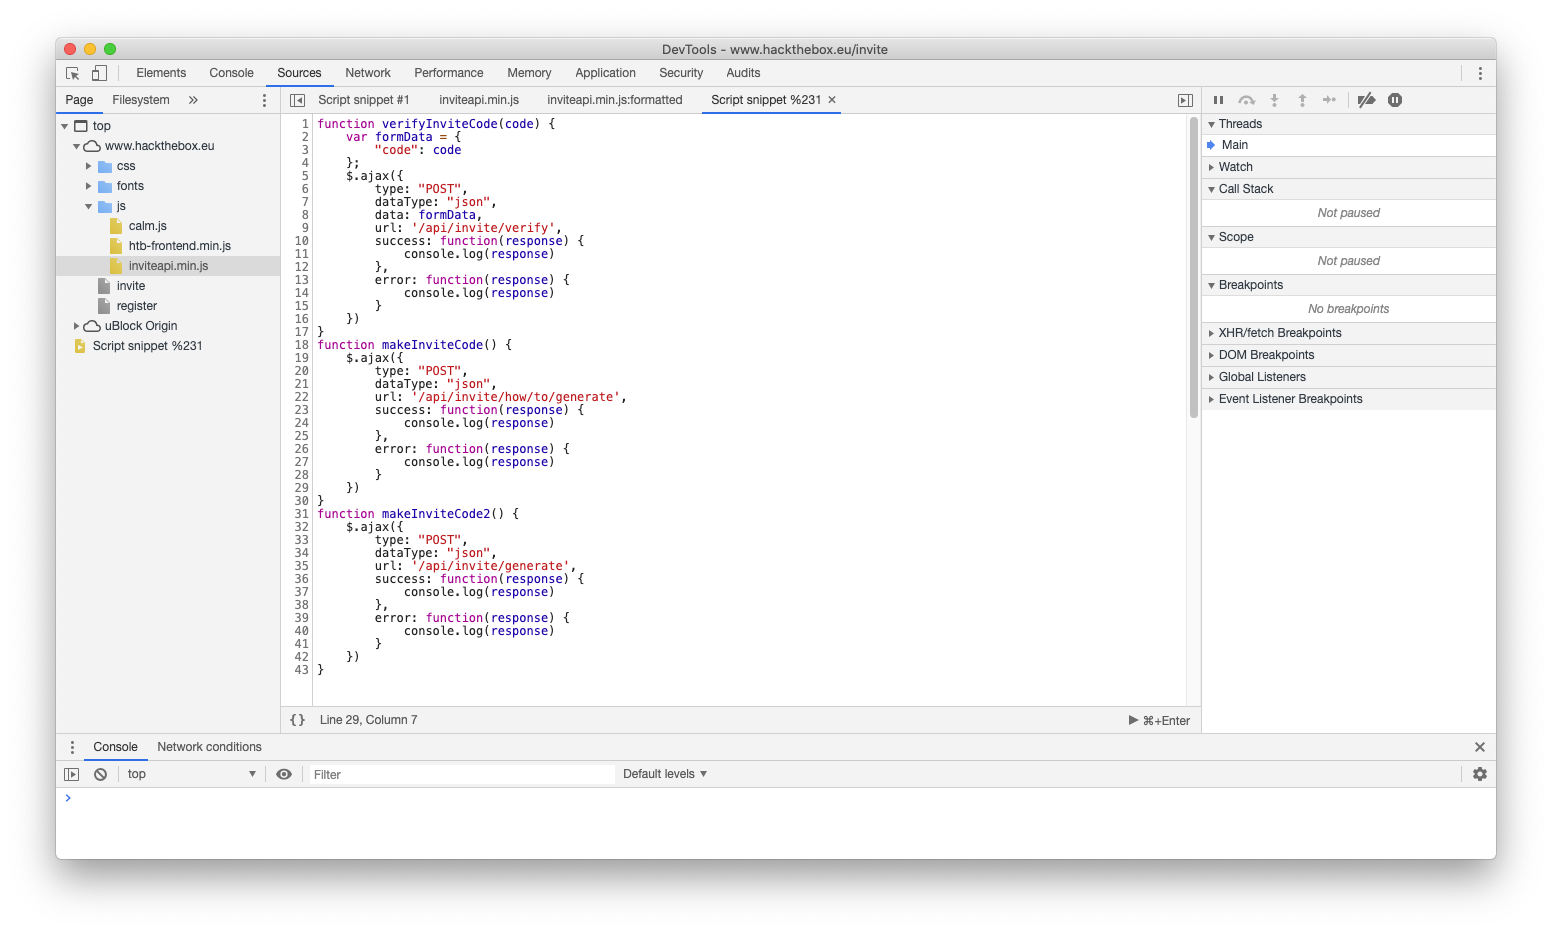 DevTools - www.hackthebox.eu/invite
Elements Console Sources Network Performance Memory Application Security Audits
Page Filesystem »
Script snippet #1 inviteapi.min.js inviteapi.min.js:formatted Script snippet %231 ×
top
www.hackthebox.eu
css
fonts
js
calm.js
htb-frontend.min.js
inviteapi.min.js
invite
register
uBlock Origin
Script snippet %231
1 function verifyInviteCode(code) {
2     var formData = {
3         "code": code
4     };
5     $.ajax({
6         type: "POST",
7         dataType: "json",
8         data: formData,
9         url: '/api/invite/verify',
10         success: function(response) {
11             console.log(response)
12         },
13         error: function(response) {
14             console.log(response)
15         }
16     })
17 }
18 function makeInviteCode() {
19     $.ajax({
20         type: "POST",
21         dataType: "json",
22         url: '/api/invite/how/to/generate',
23         success: function(response) {
24             console.log(response)
25         },
26         error: function(response) {
27             console.log(response)
28         }
29     })
30 }
31 function makeInviteCode2() {
32     $.ajax({
33         type: "POST",
34         dataType: "json",
35         url: '/api/invite/generate',
36         success: function(response) {
37             console.log(response)
38         },
39         error: function(response) {
40             console.log(response)
41         }
42     })
43 }
{} Line 29, Column 7
⌘+Enter
Threads
Main
Watch
Call Stack
Not paused
Scope
Not paused
Breakpoints
No breakpoints
XHR/fetch Breakpoints
DOM Breakpoints
Global Listeners
Event Listener Breakpoints
Console Network conditions
top Filter Default levels